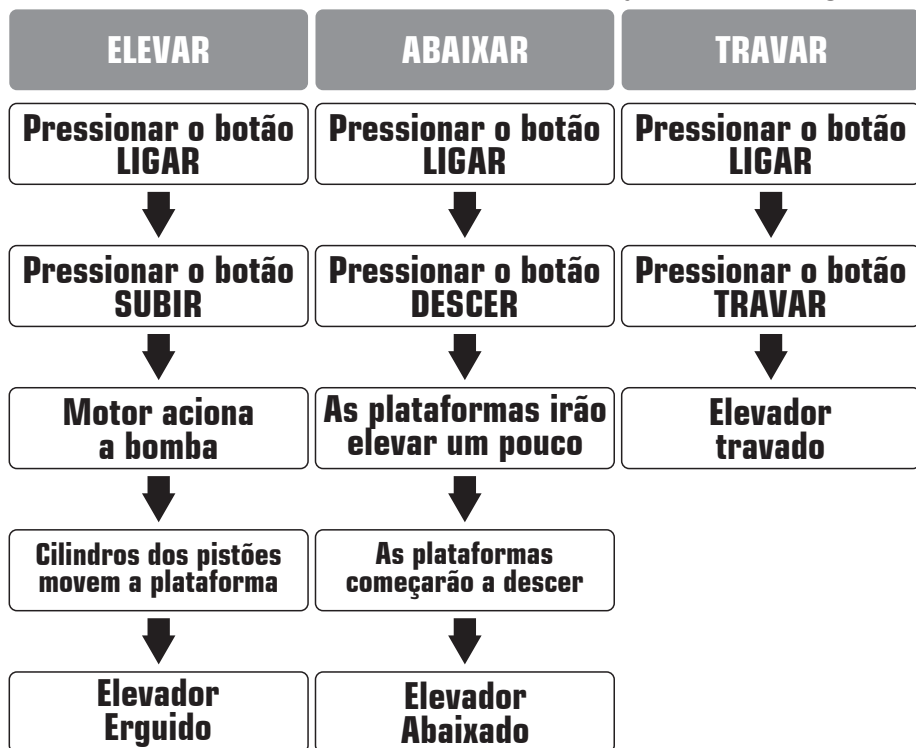 ELEVAR
Pressionar o botão
LIGAR
Pressionar o botão
SUBIR
Motor aciona
a bomba
Cilindros dos pistões
movem a plataforma
Elevador
Erguido
ABAIXAR
Pressionar o botão
LIGAR
Pressionar o botão
DESCER
As plataformas irão
elevar um pouco
As plataformas
começarão a descer
Elevador
Abaixado
TRAVAR
Pressionar o botão
LIGAR
Pressionar o botão
TRAVAR
Elevador
travado